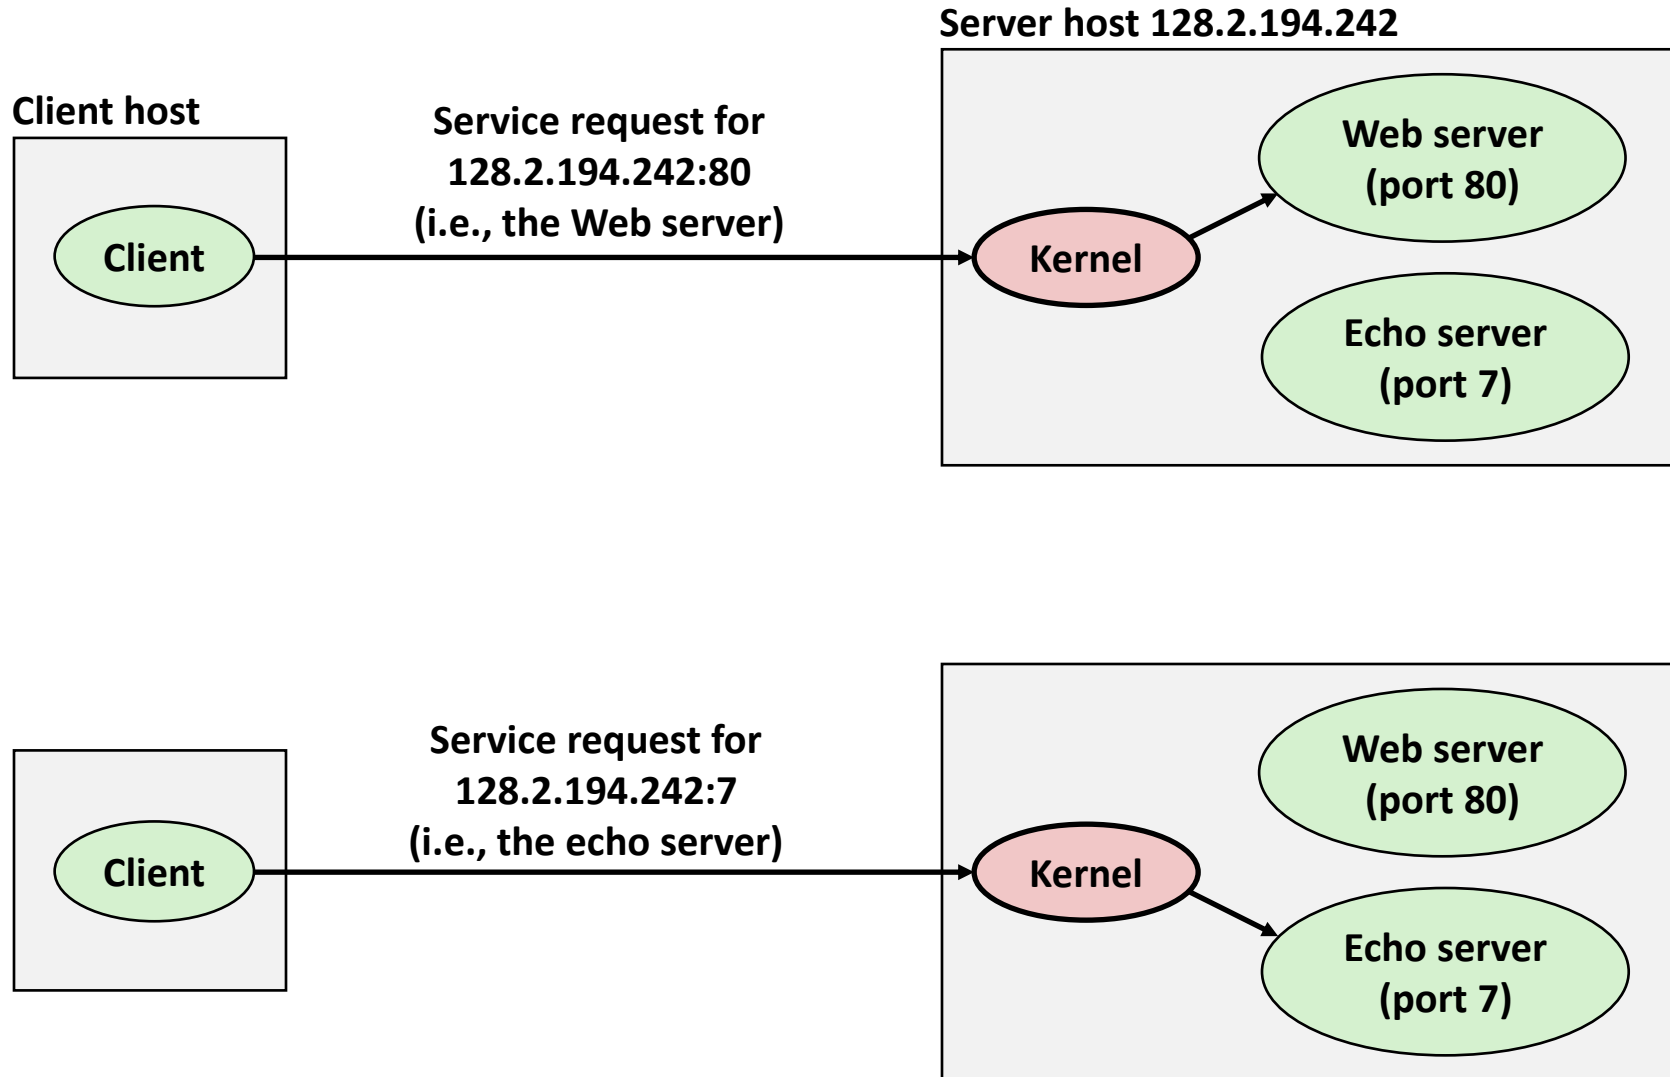 Server host 128.2.194.242
Client host
Service request for
128.2.194.242:80
(i.e., the Web server)
Client
Kernel
Web server
(port 80)
Echo server
(port 7)
Service request for
128.2.194.242:7
(i.e., the echo server)
Client
Kernel
Web server
(port 80)
Echo server
(port 7)